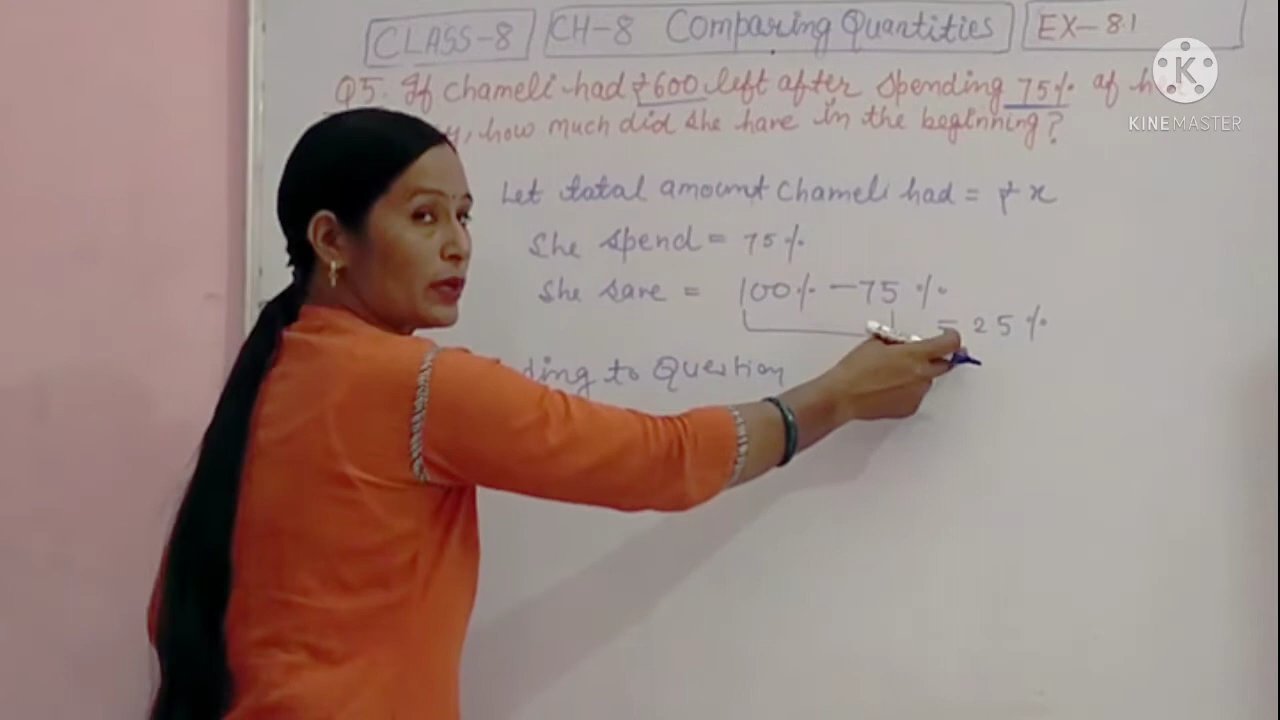 CLASS-8 CH-8 Comparing Quantities EX-8.1
Q5. If Chameli had ₹600 left after spending 75% of
, how much did she have in the beginning?
Let total amount Chameli had = ₹ x
She spend = 75%
She save = 100% - 75%
= 25%
to Question
K
KINEMASTER